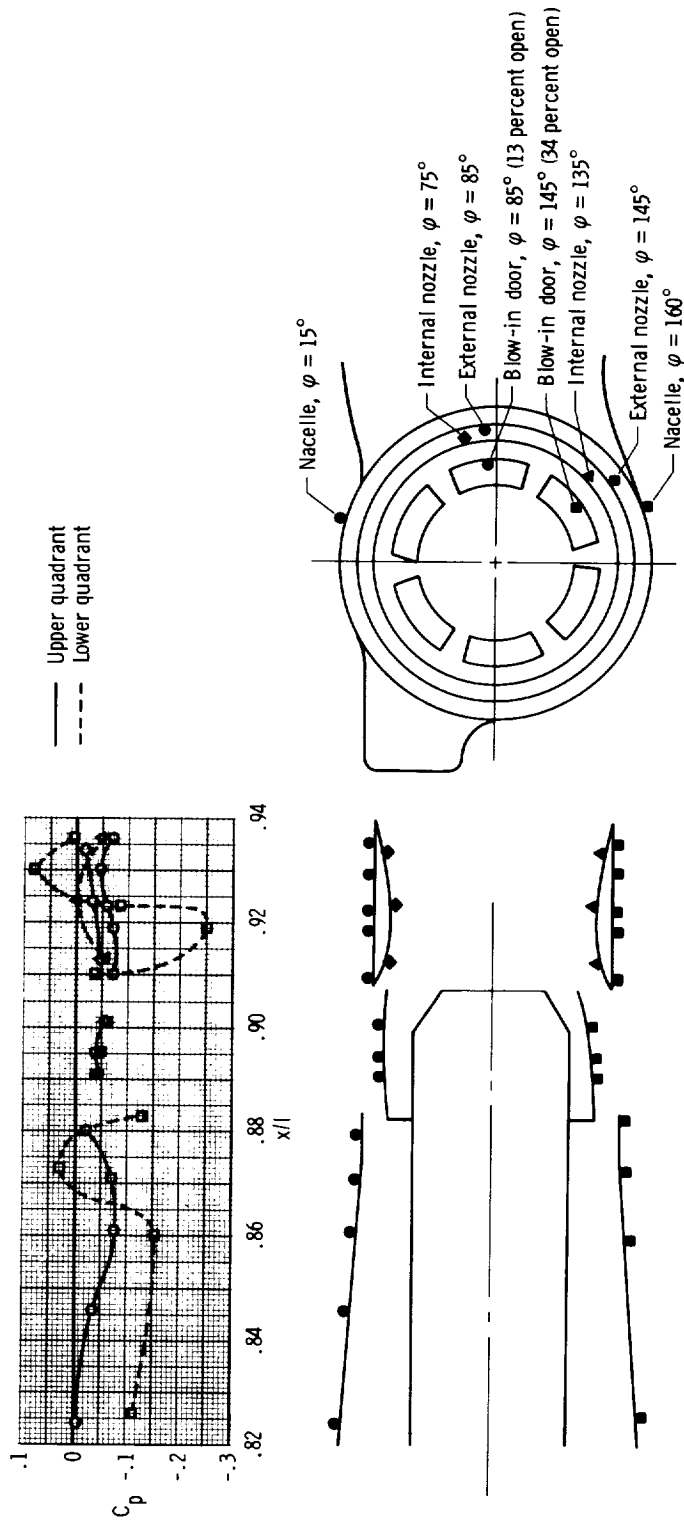 Upper quadrant
Lower quadrant
.1
0
-.1
-.2
-.3
C_p
.82
.84
.86
.88
.90
.92
.94
x/l
Nacelle, φ = 15°
Internal nozzle, φ = 75°
External nozzle, φ = 85°
Blow-in door, φ = 85° (13 percent open)
Blow-in door, φ = 145° (34 percent open)
Internal nozzle, φ = 135°
External nozzle, φ = 145°
Nacelle, φ = 160°